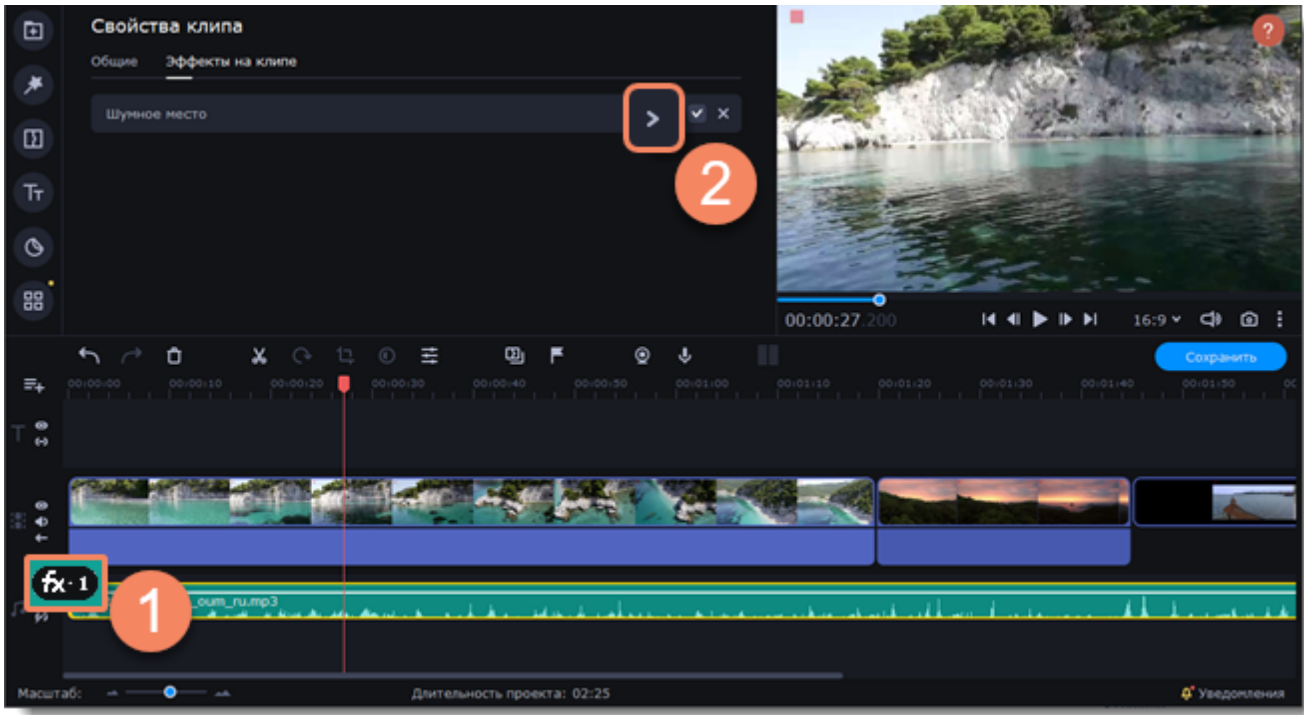 Свойства клипа
Общие Эффекты на клипе
Шумное место
2
?
Tт
00:00:27.200
16:9
Сохранить
00:00:00 00:00:10 00:00:20 00:00:30 00:00:40 00:00:50 00:01:00 00:01:10 00:01:20 00:01:30 00:01:40 00:01:50 00
T
fx·1
1
_oum_ru.mp3
Масштаб:
Длительность проекта: 02:25
Уведомления